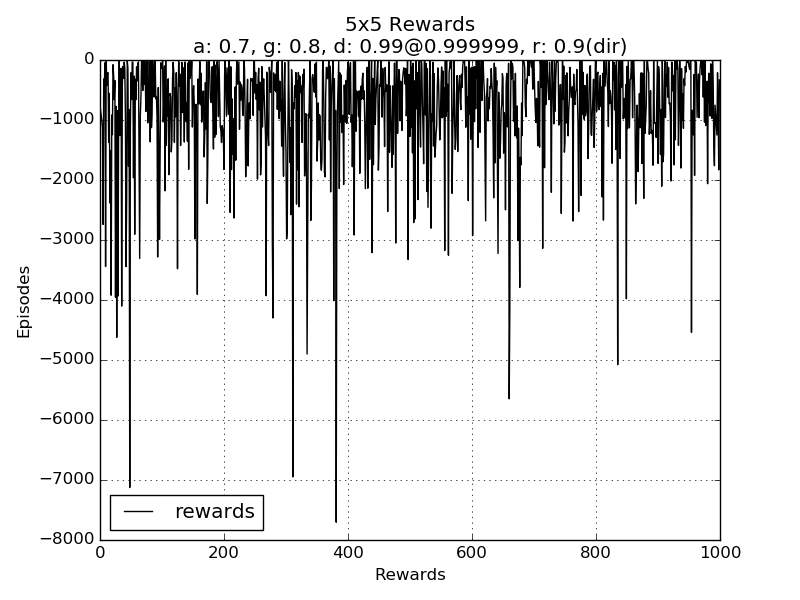 5x5 Rewards
a: 0.7, g: 0.8, d: 0.99@0.999999, r: 0.9(dir)
0
−1000
−2000
−3000
−4000
−5000
−6000
−7000
−8000
Episodes
rewards
0 200 400 600 800 1000
Rewards